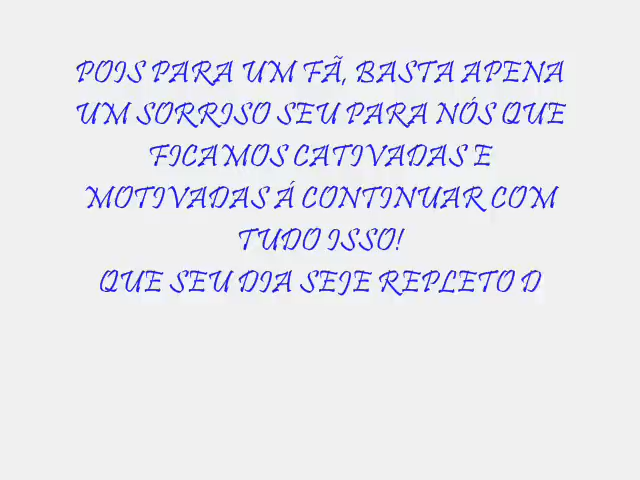 POIS PARA UM FÃ, BASTA APENA
UM SORRISO SEU PARA NÓS QUE
FICAMOS CATIVADAS E
MOTIVADAS Á CONTINUAR COM
TUDO ISSO!
QUE SEU DIA SEJE REPLETO D